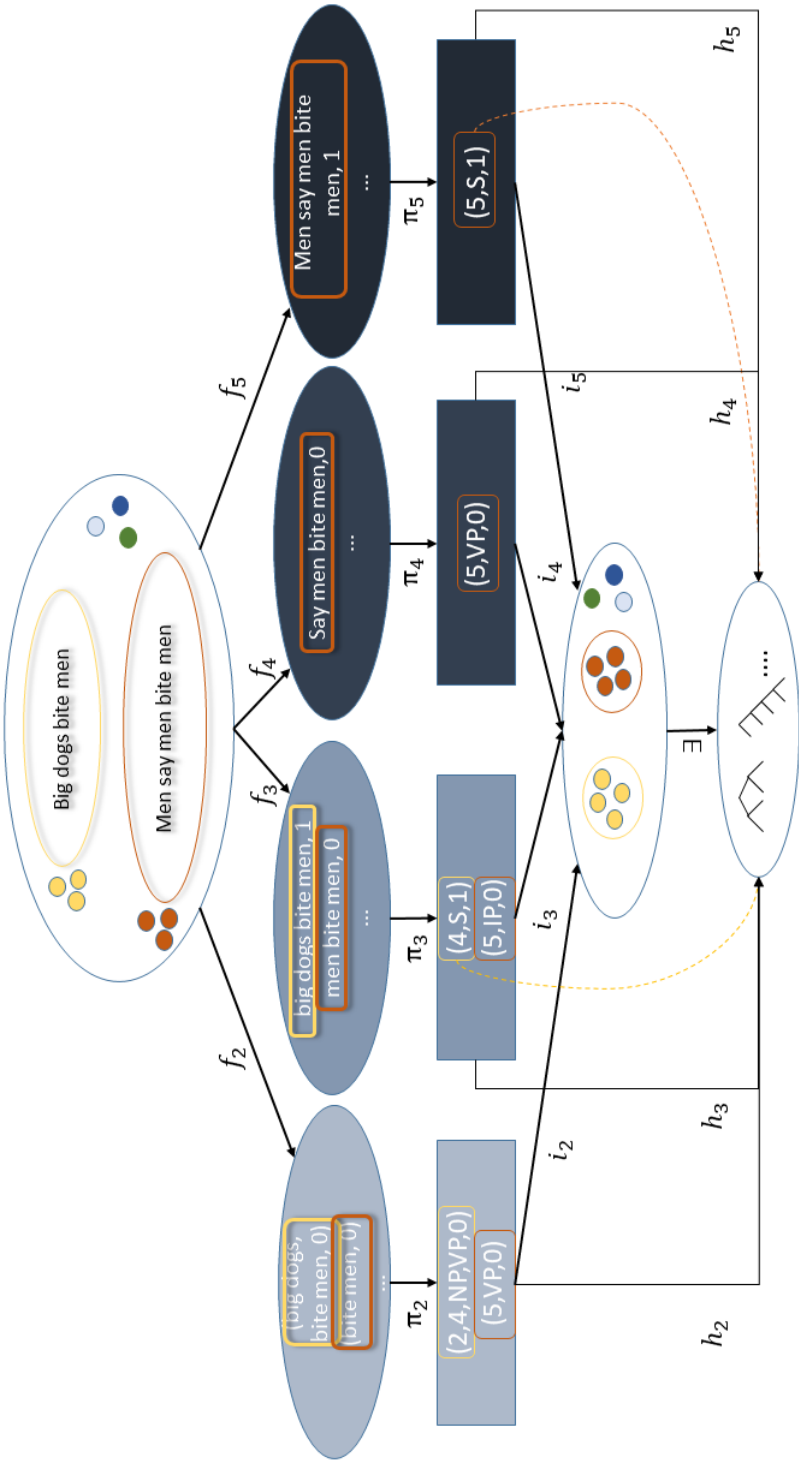 Big dogs bite men
Men say men bite men
f₂
f₃
f₄
f₅
(big dogs,
bite men, 0)
(bite men, 0)
...
big dogs bite men, 1
men bite men, 0
...
Say men bite men,0
...
Men say men bite
men, 1
...
π₂
π₃
π₄
π₅
(2,4,NP,VP,0)
(5,VP,0)
(4,S,1)
(5,IP,0)
(5,VP,0)
(5,S,1)
i₂
i₃
i₄
i₅
∃
h₂
h₃
h₄
h₅
....